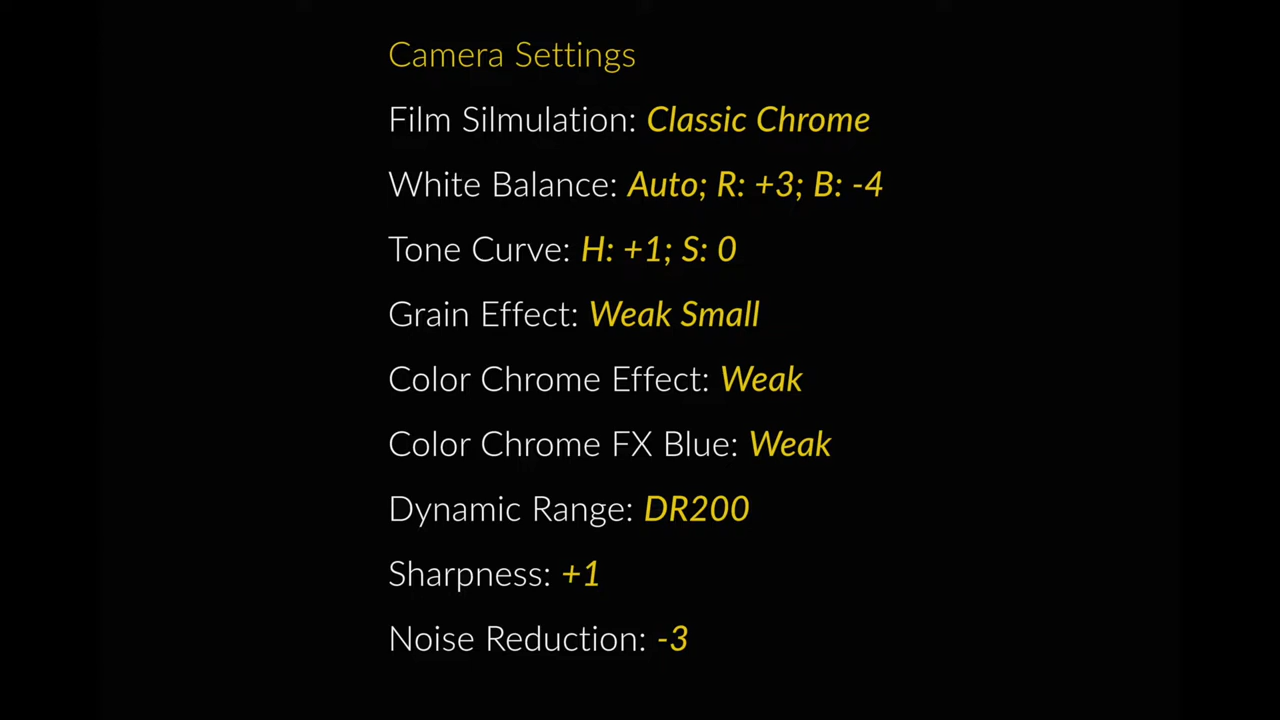 Camera Settings
Film Silmulation: Classic Chrome
White Balance: Auto; R: +3; B: -4
Tone Curve: H: +1; S: 0
Grain Effect: Weak Small
Color Chrome Effect: Weak
Color Chrome FX Blue: Weak
Dynamic Range: DR200
Sharpness: +1
Noise Reduction: -3